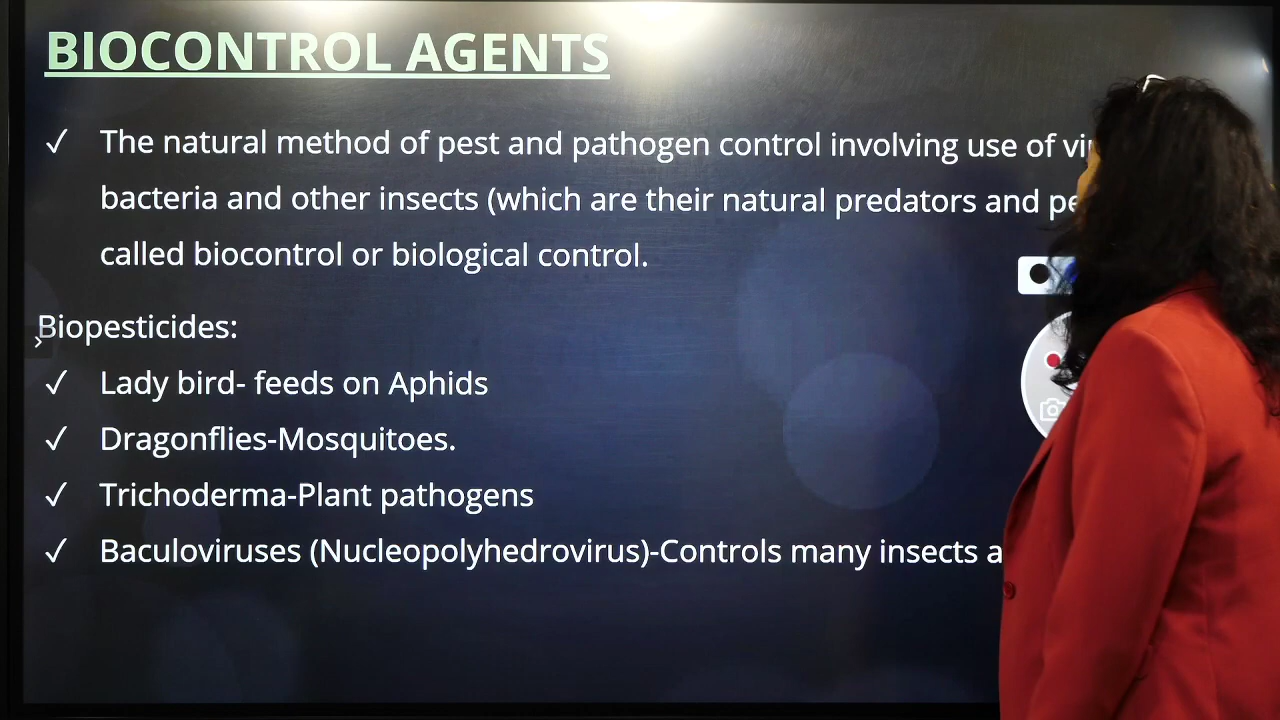 BIOCONTROL AGENTS
✓ The natural method of pest and pathogen control involving use of
bacteria and other insects (which are their natural predators and
called biocontrol or biological control.
Biopesticides:
✓ Lady bird- feeds on Aphids
✓ Dragonflies-Mosquitoes.
✓ Trichoderma-Plant pathogens
✓ Baculoviruses (Nucleopolyhedrovirus)-Controls many insects